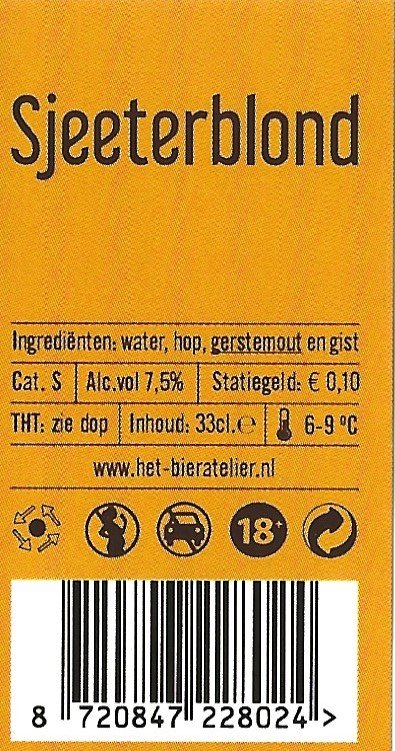 Sjeeterblond
Ingrediënten: water, hop, gerstemout en gist
Cat. S | Alc.vol 7,5% | Statiegeld: € 0,10
THT: zie dop | Inhoud: 33cl.℮ | 6-9 °C
www.het-bieratelier.nl
18+
8 720847 228024 >